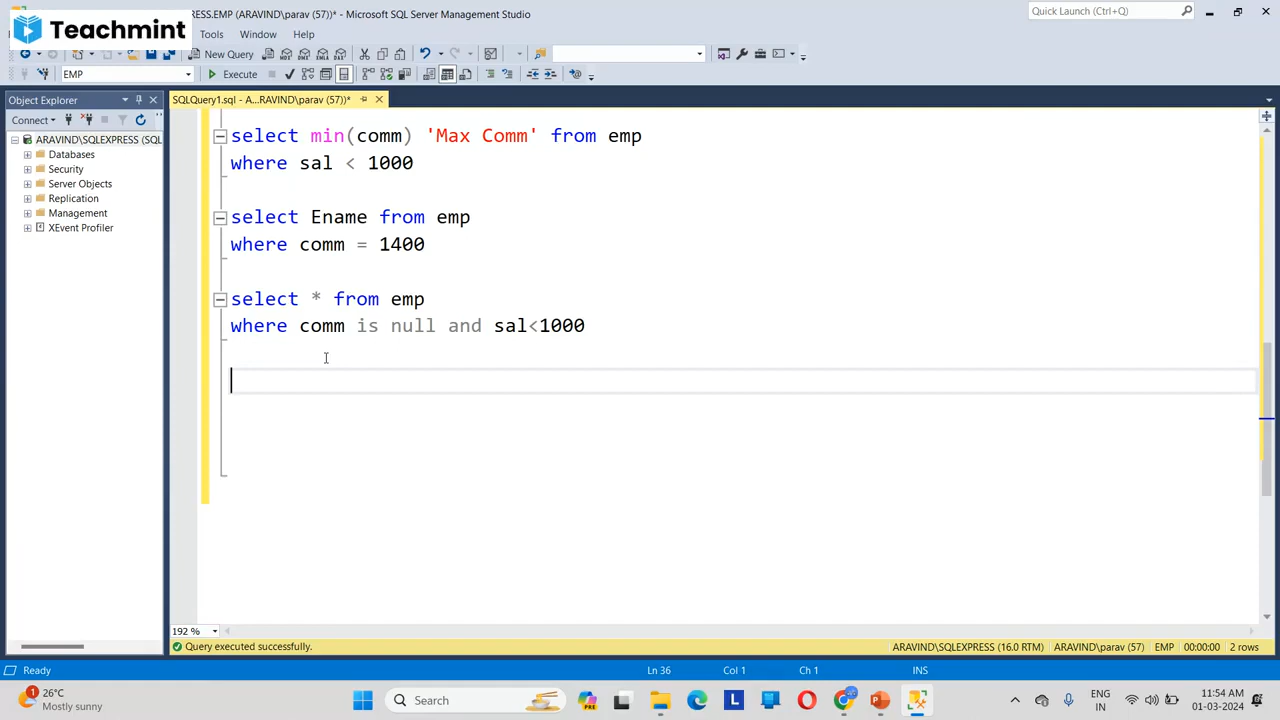 RESS.EMP (ARAVIND\parav (57))* - Microsoft SQL Server Management Studio
Quick Launch (Ctrl+Q)
Teachmint
Tools Window Help
New Query
EMP
Execute
Object Explorer
SQLQuery1.sql - A...RAVIND\parav (57))*
Connect
ARAVIND\SQLEXPRESS (SQL
Databases
Security
Server Objects
Replication
Management
XEvent Profiler
select min(comm) 'Max Comm' from emp
where sal < 1000
select Ename from emp
where comm = 1400
select * from emp
where comm is null and sal<1000
192 %
Query executed successfully.
ARAVIND\SQLEXPRESS (16.0 RTM) ARAVIND\parav (57) EMP 00:00:00 2 rows
Ready
Ln 36 Col 1 Ch 1 INS
26°C
Mostly sunny
1
Search
ENG
IN
11:54 AM
01-03-2024